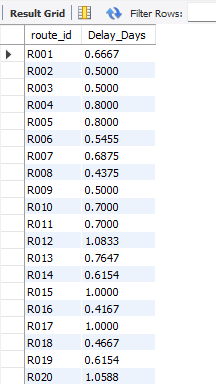 Result Grid Filter Rows:
route_id Delay_Days
R001 0.6667
R002 0.5000
R003 0.5000
R004 0.8000
R005 0.8000
R006 0.5455
R007 0.6875
R008 0.4375
R009 0.5000
R010 0.7000
R011 0.7000
R012 1.0833
R013 0.7647
R014 0.6154
R015 1.0000
R016 0.4167
R017 1.0000
R018 0.4667
R019 0.6154
R020 1.0588